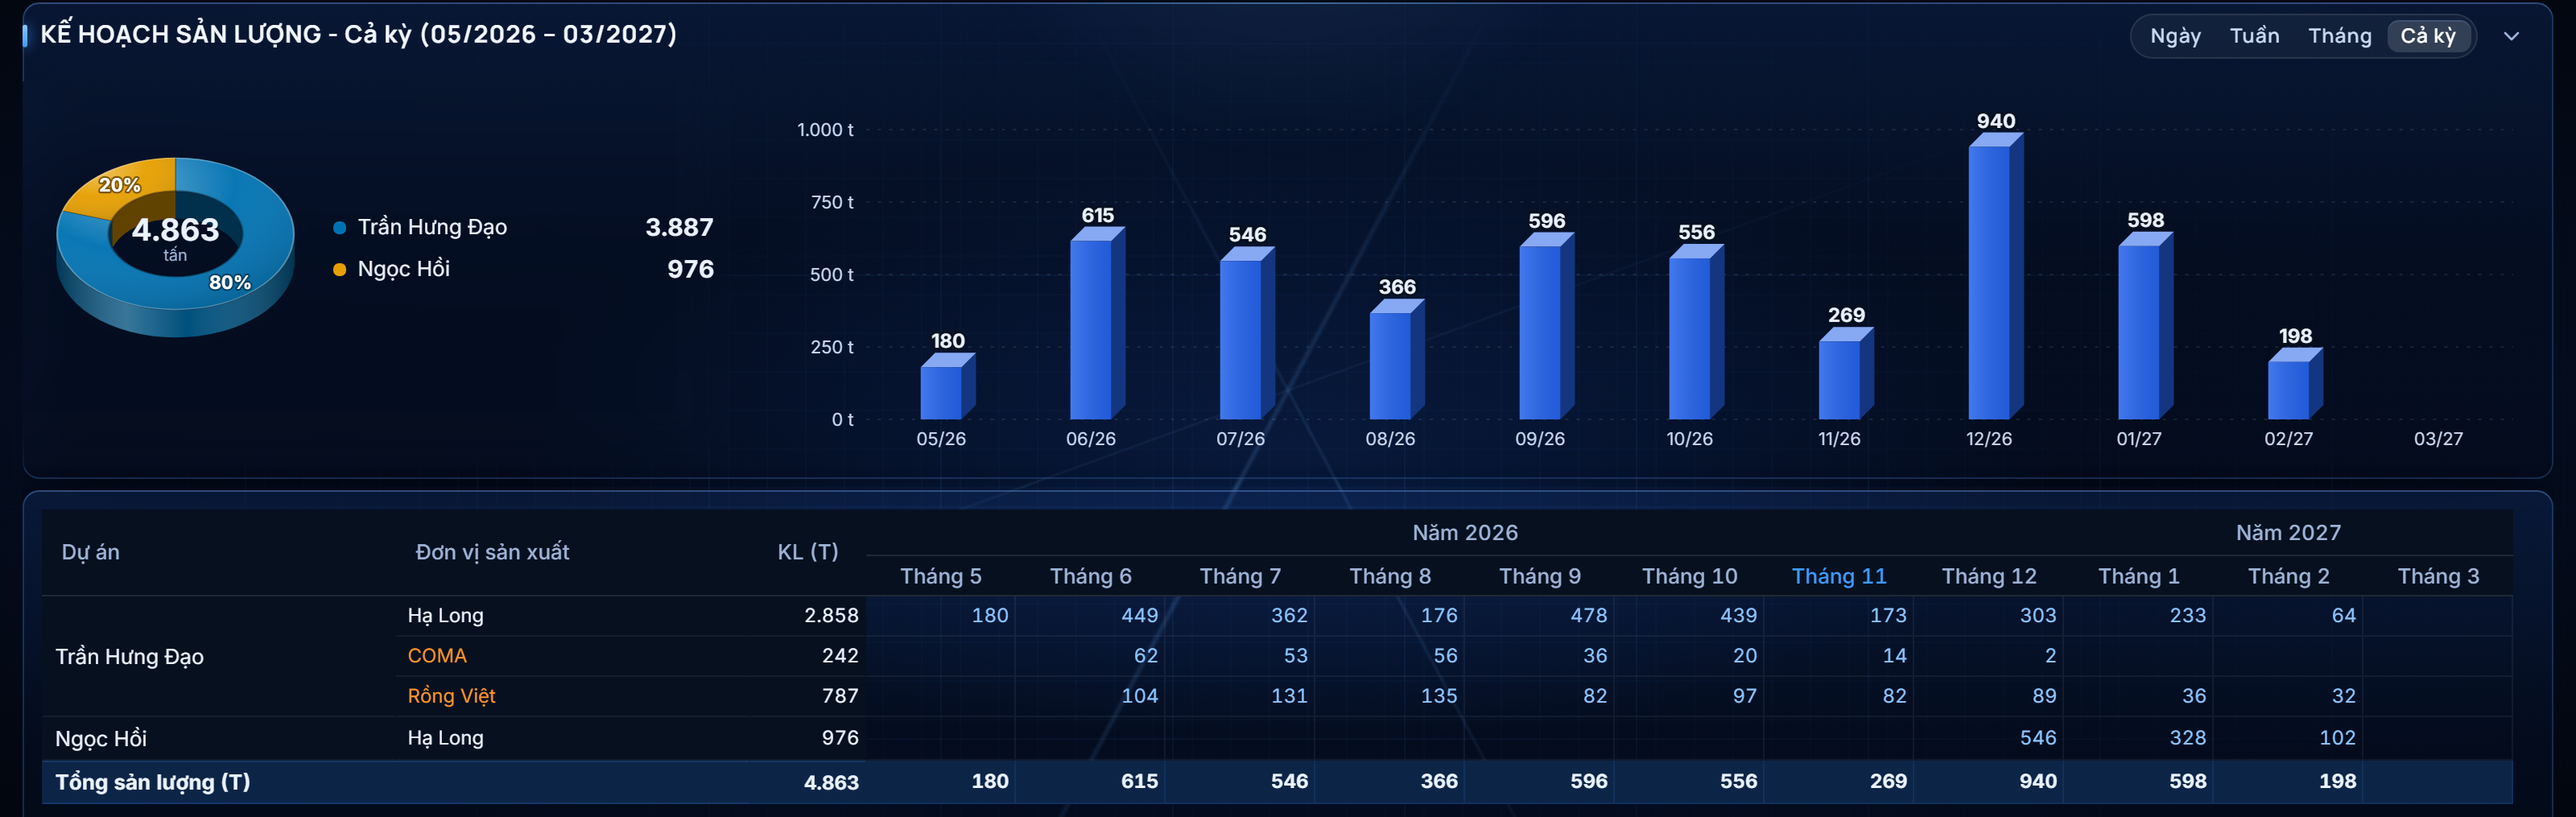 KẾ HOẠCH SẢN LƯỢNG - Cả kỳ (05/2026 – 03/2027)
Ngày Tuần Tháng Cả kỳ
20%
4.863
tấn
80%
Trần Hưng Đạo 3.887
Ngọc Hồi 976
1.000 t
750 t
500 t
250 t
0 t
180 615 546 366 596 556 269 940 598 198
05/26 06/26 07/26 08/26 09/26 10/26 11/26 12/26 01/27 02/27 03/27
Dự án Đơn vị sản xuất KL (T) Năm 2026 Năm 2027
Tháng 5 Tháng 6 Tháng 7 Tháng 8 Tháng 9 Tháng 10 Tháng 11 Tháng 12 Tháng 1 Tháng 2 Tháng 3
Trần Hưng Đạo
Hạ Long 2.858 180 449 362 176 478 439 173 303 233 64
COMA 242 62 53 56 36 20 14 2
Rồng Việt 787 104 131 135 82 97 82 89 36 32
Ngọc Hồi Hạ Long 976 546 328 102
Tổng sản lượng (T) 4.863 180 615 546 366 596 556 269 940 598 198